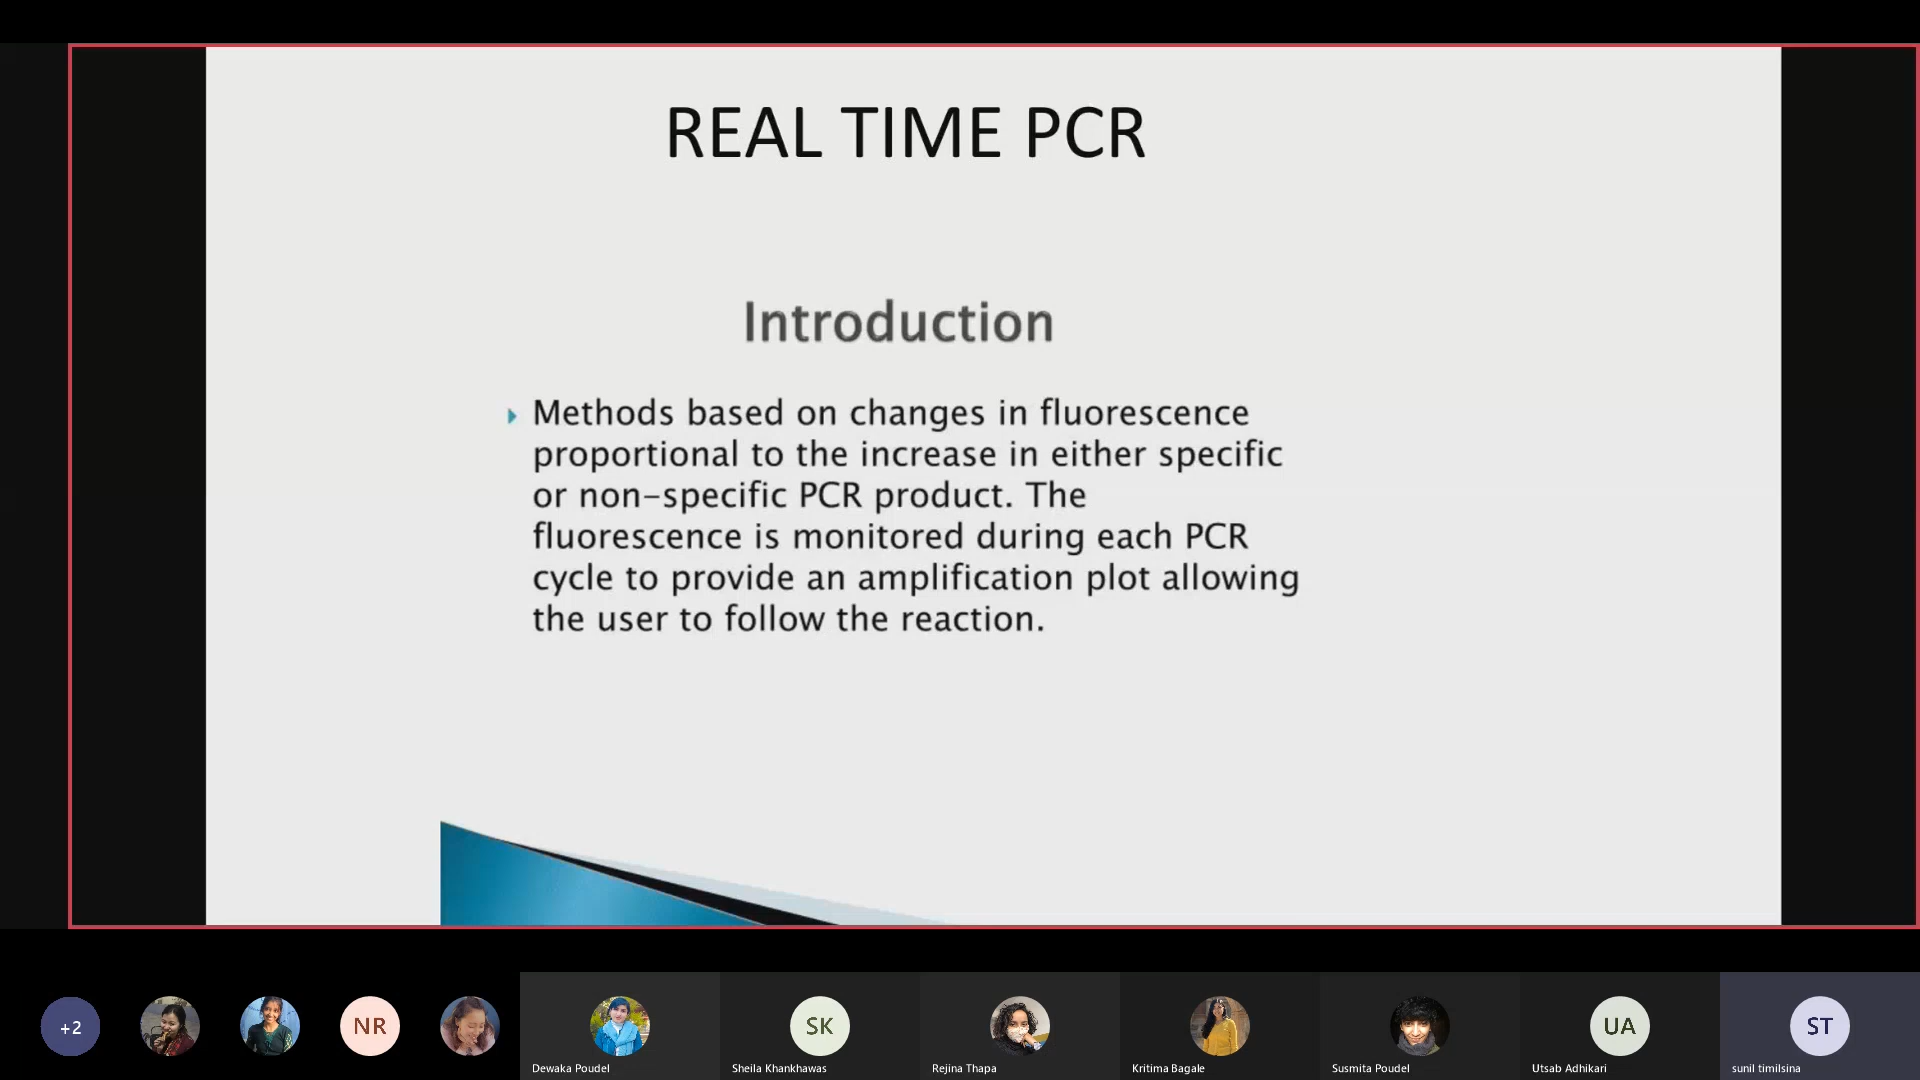 REAL TIME PCR
Introduction
Methods based on changes in fluorescence
proportional to the increase in either specific
or non-specific PCR product. The
fluorescence is monitored during each PCR
cycle to provide an amplification plot allowing
the user to follow the reaction.
+2
NR
SK
UA
ST
Dewaka Poudel
Sheila Khankhawas
Rejina Thapa
Kritima Bagale
Susmita Poudel
Utsab Adhikari
sunil timilsina